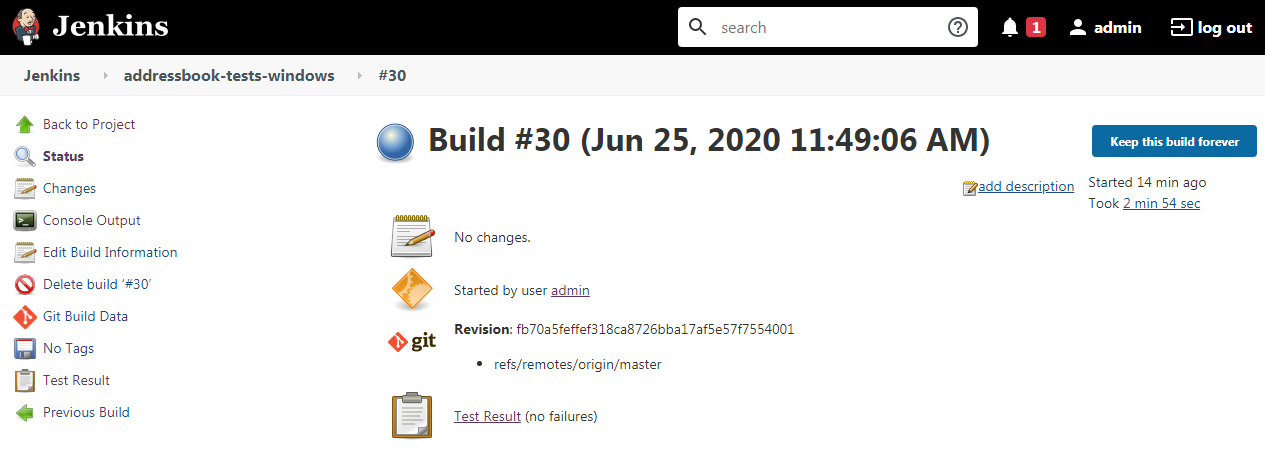 Jenkins
search
1
admin
log out
Jenkins
addressbook-tests-windows
#30
Back to Project
Status
Changes
Console Output
Edit Build Information
Delete build ‘#30’
Git Build Data
No Tags
Test Result
Previous Build
Build #30 (Jun 25, 2020 11:49:06 AM)
Keep this build forever
add description
Started 14 min ago
Took 2 min 54 sec
No changes.
Started by user admin
git
Revision: fb70a5feffef318ca8726bba17af5e57f7554001
• refs/remotes/origin/master
Test Result (no failures)